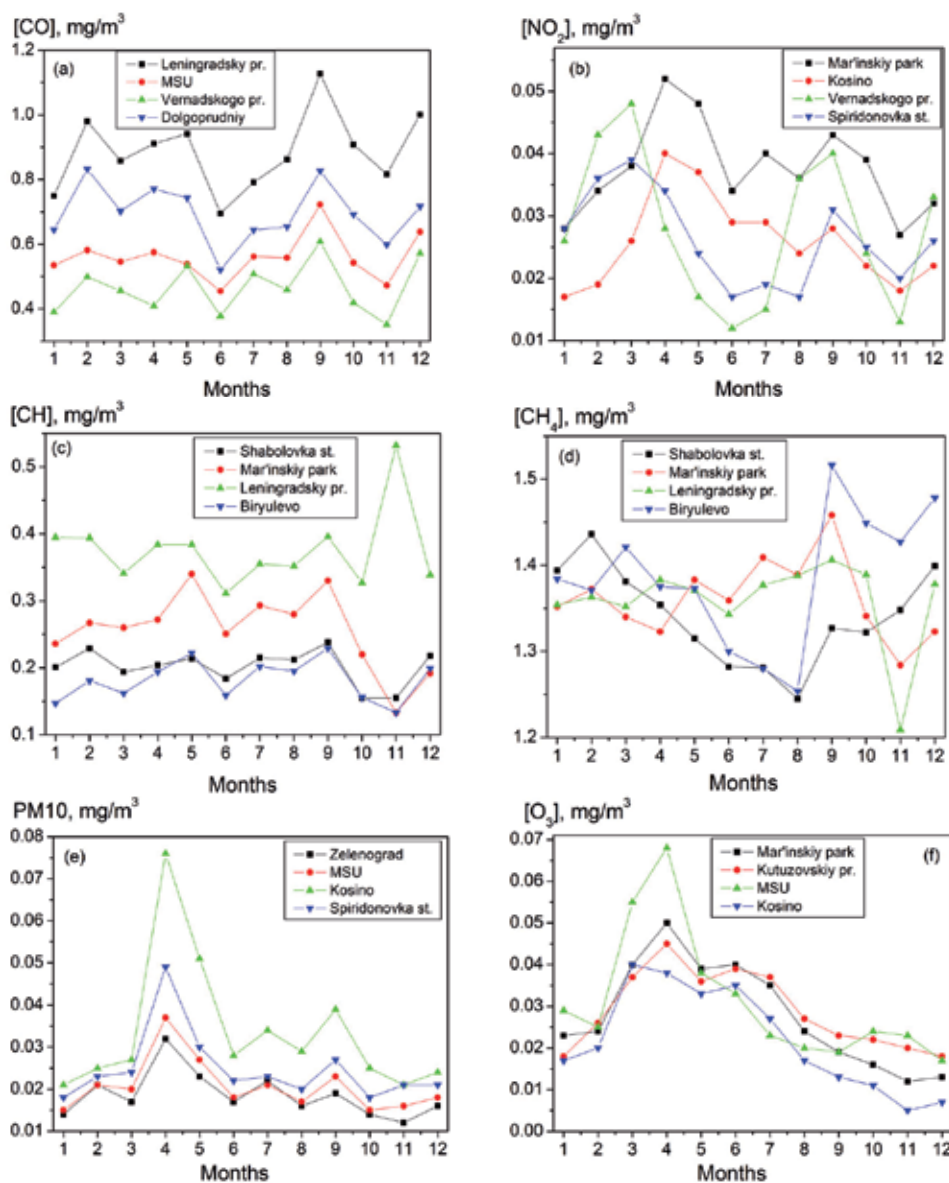 [CO], mg/m³
(a)
Leningradsky pr.
MSU
Vernadskogo pr.
Dolgoprudniy
1.2
1.0
0.8
0.6
0.4
1 2 3 4 5 6 7 8 9 10 11 12
Months
[NO₂], mg/m³
(b)
Mar'inskiy park
Kosino
Vernadskogo pr.
Spiridonovka st.
0.05
0.04
0.03
0.02
0.01
1 2 3 4 5 6 7 8 9 10 11 12
Months
[CH], mg/m³
(c)
Shabolovka st.
Mar'inskiy park
Leningradsky pr.
Biryulevo
0.5
0.4
0.3
0.2
0.1
1 2 3 4 5 6 7 8 9 10 11 12
Months
[CH₄], mg/m³
(d)
Shabolovka st.
Mar'inskiy park
Leningradsky pr.
Biryulevo
1.5
1.4
1.3
1.2
1 2 3 4 5 6 7 8 9 10 11 12
Months
PM10, mg/m³
(e)
Zelenograd
MSU
Kosino
Spiridonovka st.
0.08
0.07
0.06
0.05
0.04
0.03
0.02
0.01
1 2 3 4 5 6 7 8 9 10 11 12
Months
[O₃], mg/m³
(f)
Mar'inskiy park
Kutuzovskiy pr.
MSU
Kosino
0.07
0.06
0.05
0.04
0.03
0.02
0.01
0.00
1 2 3 4 5 6 7 8 9 10 11 12
Months